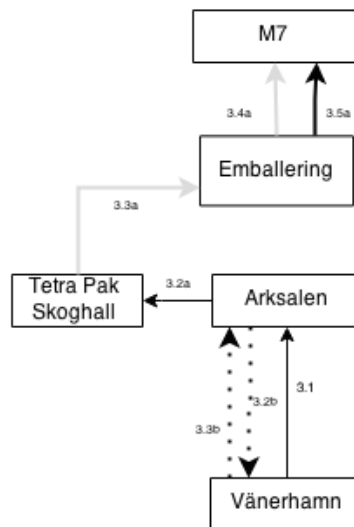 M7
3.4a
3.5a
Emballering
3.3a
Tetra Pak
Skoghall
3.2a
Arksalen
3.1
3.2b
3.3b
Vänerhamn